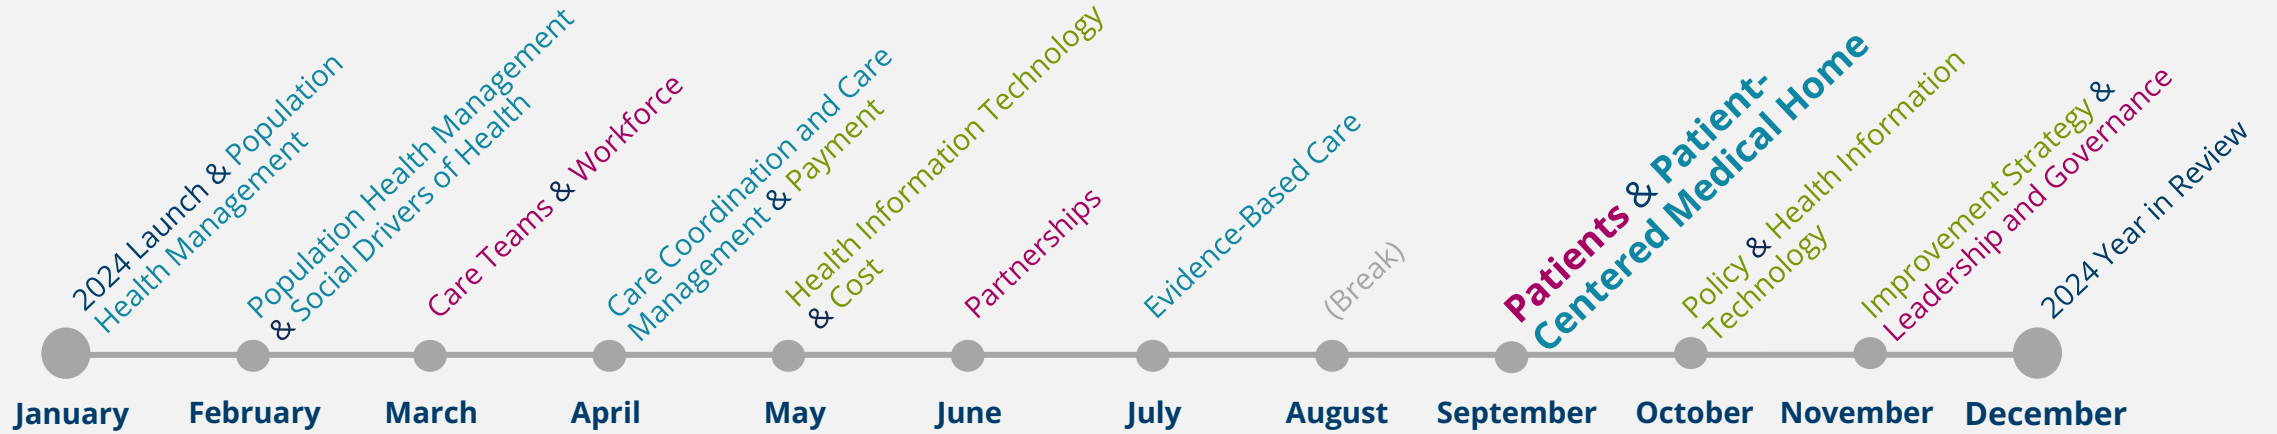 2024 Launch & Population
Health Management
Population Health Management
& Social Drivers of Health
Care Teams & Workforce
Care Coordination and Care
Management & Payment
Health Information Technology
& Cost
Partnerships
Evidence-Based Care
(Break)
Patients & Patient-
Centered Medical Home
Policy & Health Information
Technology
Improvement Strategy &
Leadership and Governance
2024 Year in Review
January February March April May June July August September October November December